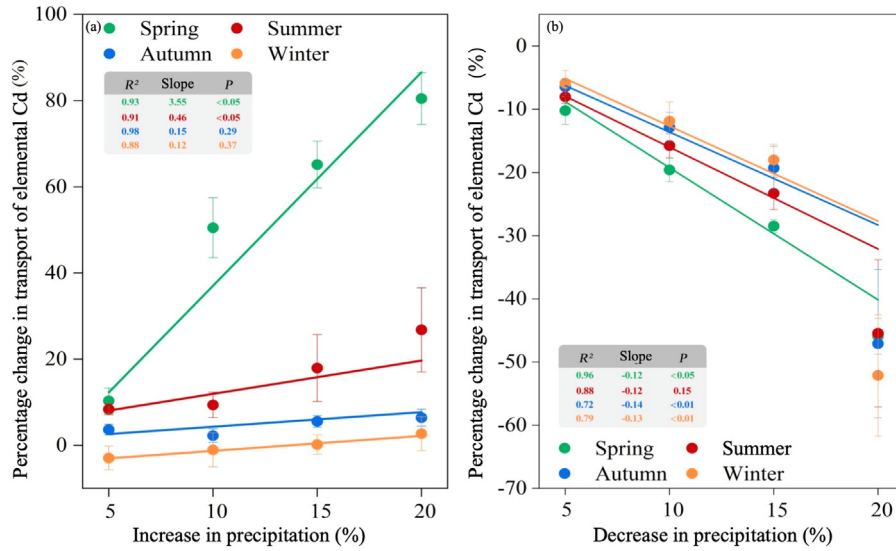 (a)
Spring Summer
Autumn Winter
R² Slope P
0.93 3.55 <0.05
0.91 0.46 <0.05
0.98 0.15 0.29
0.88 0.12 0.37
Percentage change in transport of elemental Cd (%)
100
80
60
40
20
0
5 10 15 20
Increase in precipitation (%)
(b)
Percentage change in transport of elemental Cd (%)
0
-10
-20
-30
-40
-50
-60
-70
R² Slope P
0.96 -0.12 <0.05
0.88 -0.12 0.15
0.72 -0.14 <0.01
0.79 -0.13 <0.01
Spring Summer
Autumn Winter
5 10 15 20
Decrease in precipitation (%)